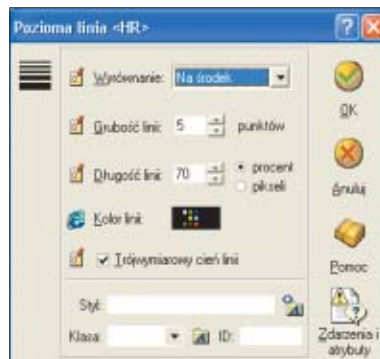 Pozioma linia <HR>
Wyrównanie: Na środek
Grubość linii: 5 punktów
Długość linii: 70 procent
pikseli
Kolor linii:
Trójwymiarowy cień linii
Styl:
Klasa: ID:
OK
Anuluj
Pomoc
Zdarzenia i
atrybuty